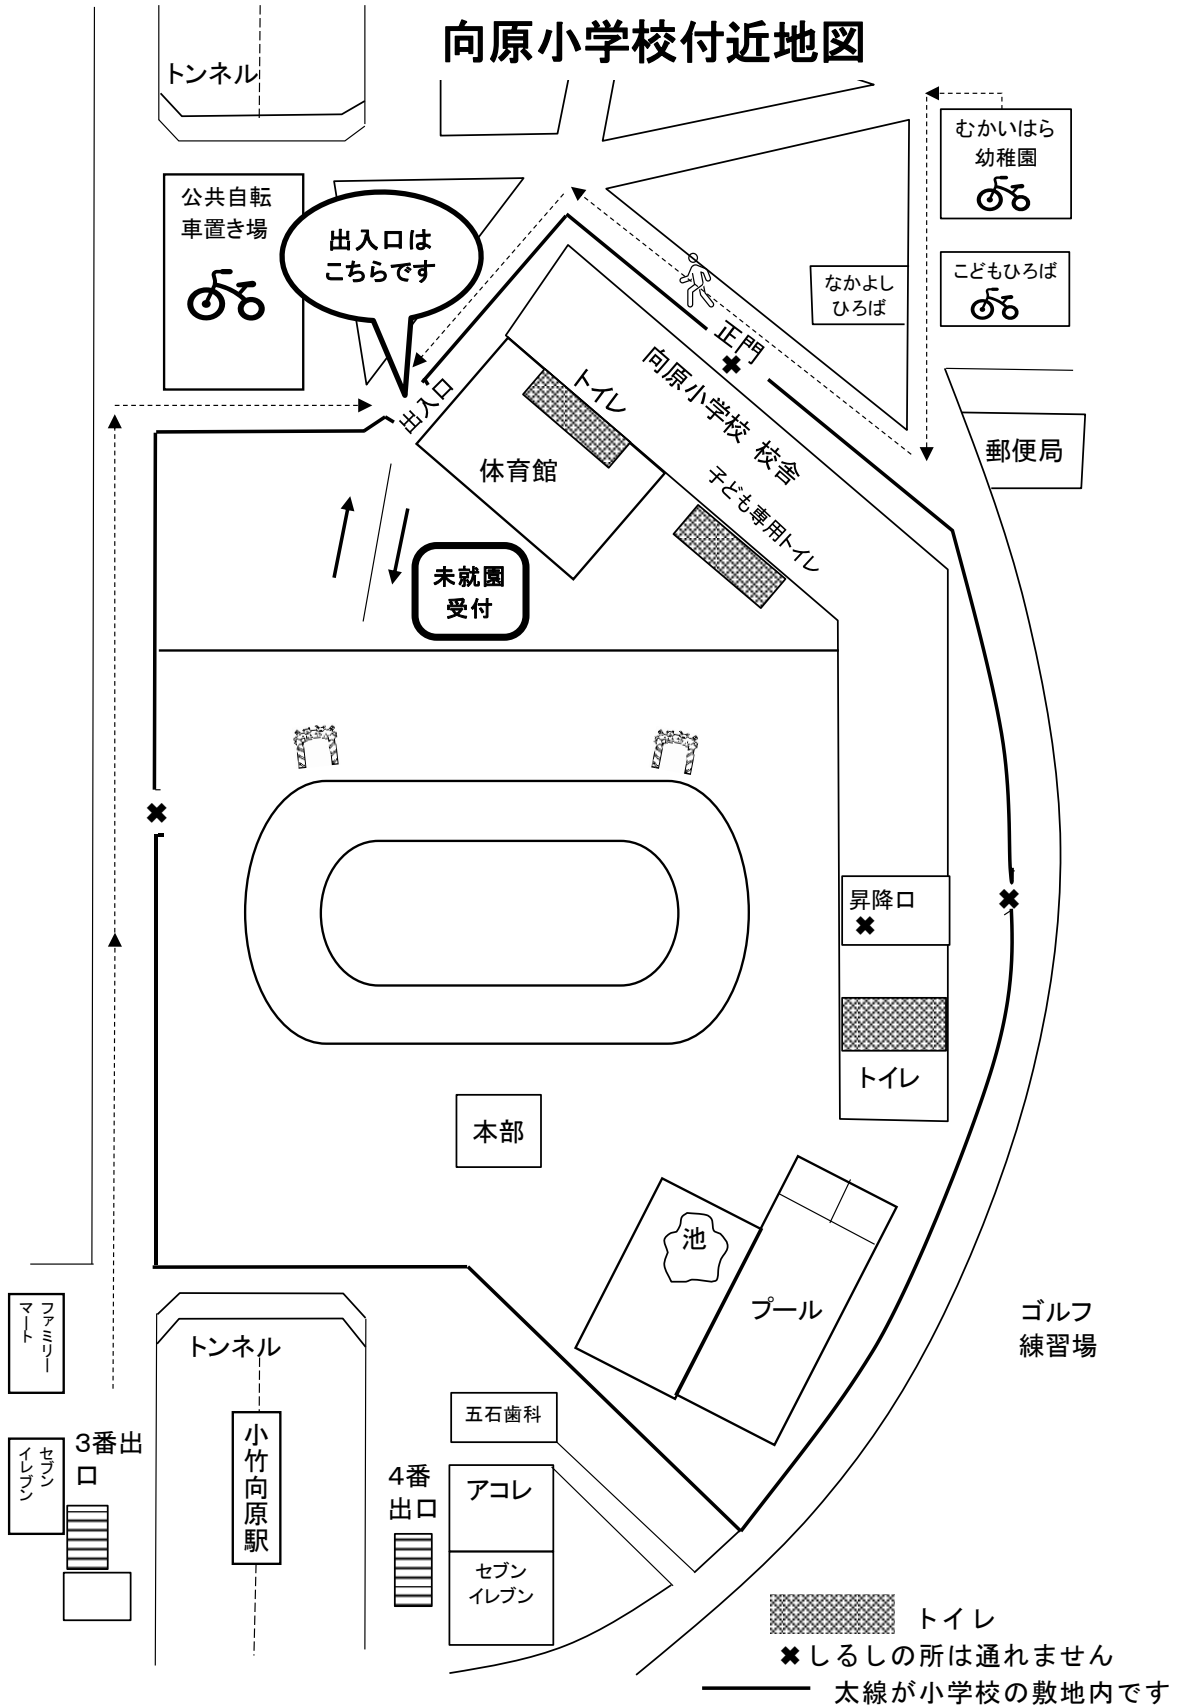 向原小学校付近地図
トンネル
むかいはら
幼稚園
公共自転
車置き場
出入口は
こちらです
こどもひろば
なかよし
ひろば
正門
向原小学校 校舎
トイレ
出入口
郵便局
体育館
子ども専用トイレ
未就園
受付
昇降口
トイレ
本部
池
プール
ファミリー
マート
トンネル
ゴルフ
練習場
五石歯科
3番出
口
セブン
イレブン
小竹向原駅
4番
出口
アコレ
セブン
イレブン
トイレ
✖しるしの所は通れません
太線が小学校の敷地内です